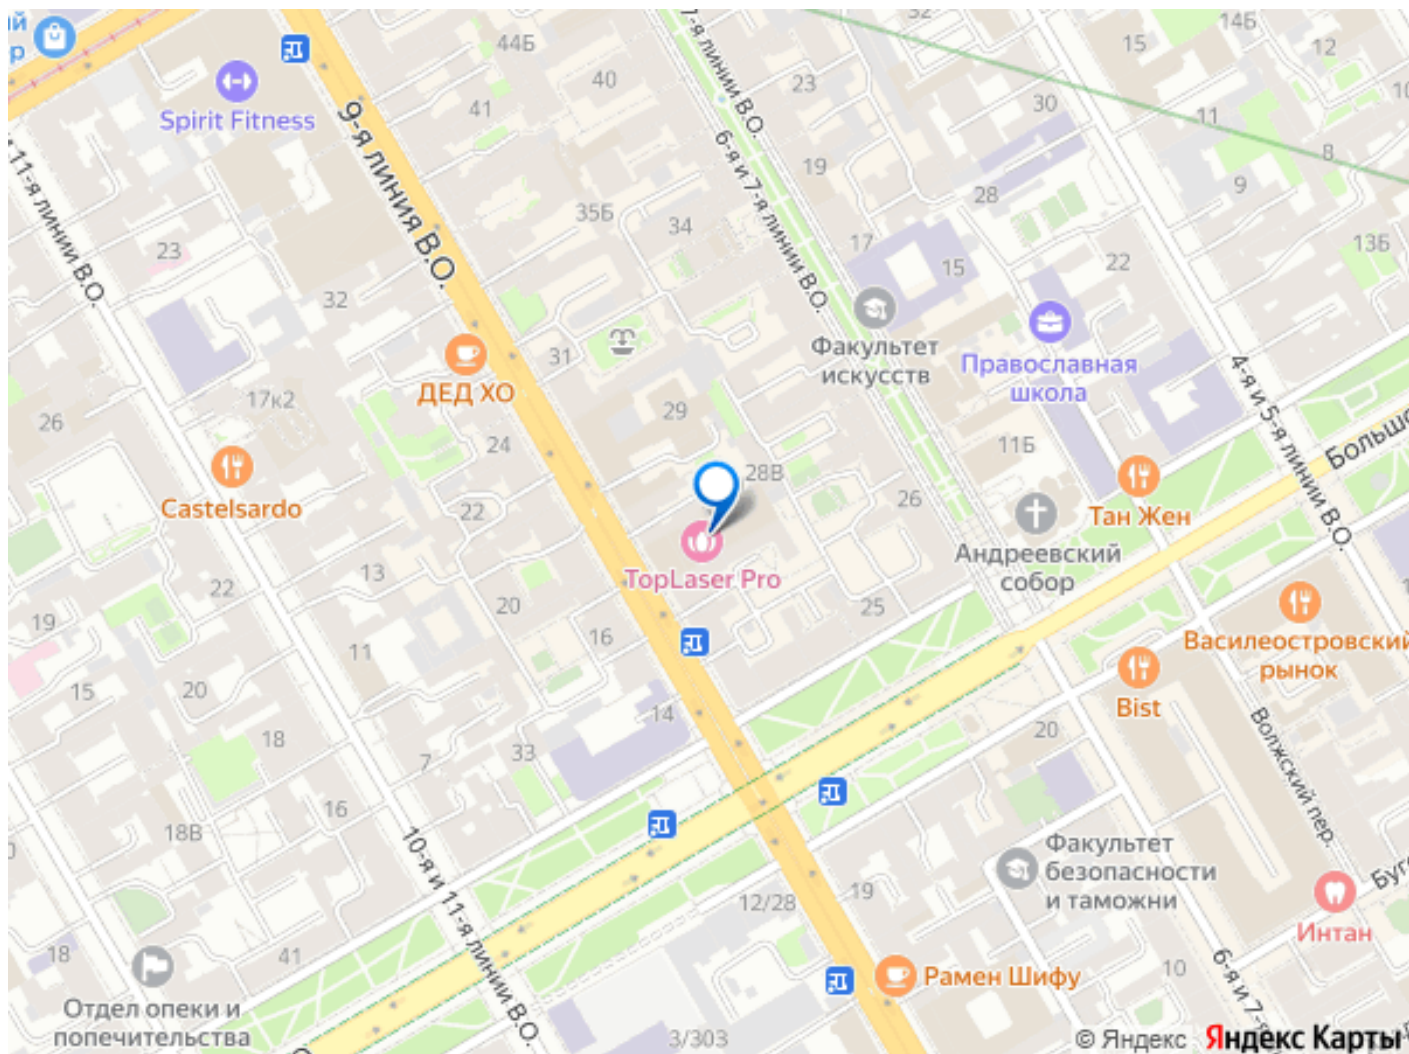 й
р
Spirit Fitness
44Б
40
41
9-я линия В.О.
11-я линии В.О.
23
32
35Б
34
31
ДЕД ХО
17к2
26
Castelsardo
24
22
29
28В
TopLaser Pro
7-я линии В.О.
6-я и 7-я линии В.О.
32
23
19
17
15
14Б
12
15
30
11
10
8
9
28
22
13Б
Факультет
искусств
Православная
школа
4-я и 5-я линии В.О.
11Б
26
Тан Жен
Андреевский
собор
25
Василеостровский
рынок
Bist
Волжский пер.
20
13
22
20
19
11
16
15
20
18
7
14
33
16
18В
10-я и 11-я линии В.О.
41
18
Отдел опеки и
попечительства
12/28
19
Факультет
безопасности
и таможни
Интан
Рамен Шифу
10
6-я и 7-я
3/303
© Яндекс Яндекс Карты